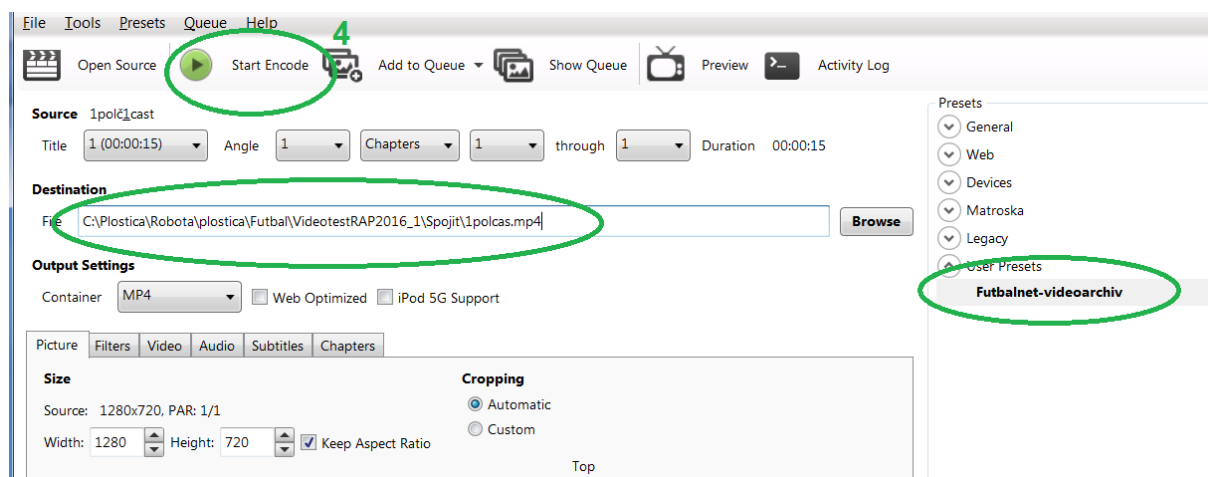 File Tools Presets Queue Help
4
Open Source Start Encode Add to Queue Show Queue Preview >_ Activity Log
Source 1polč1cast
Title 1 (00:00:15) Angle 1 Chapters 1 through 1 Duration 00:00:15
Destination
File C:\Plostica\Robota\plostica\Futbal\VideotestRAP2016_1\Spojit\1polcas.mp4 Browse
Output Settings
Container MP4 Web Optimized iPod 5G Support
Picture Filters Video Audio Subtitles Chapters
Size
Source: 1280x720, PAR: 1/1
Width: 1280 Height: 720 Keep Aspect Ratio
Cropping
Automatic
Custom
Top
Presets
General
Web
Devices
Matroska
Legacy
User Presets
Futbalnet-videoarchiv